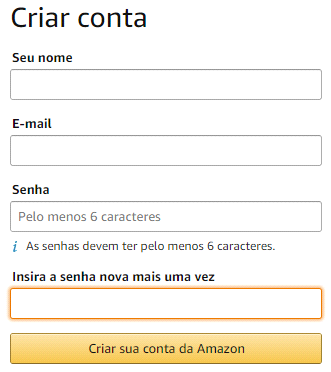 Criar conta
Seu nome
E-mail
Senha
Pelo menos 6 caracteres
i As senhas devem ter pelo menos 6 caracteres.
Insira a senha nova mais uma vez
Criar sua conta da Amazon